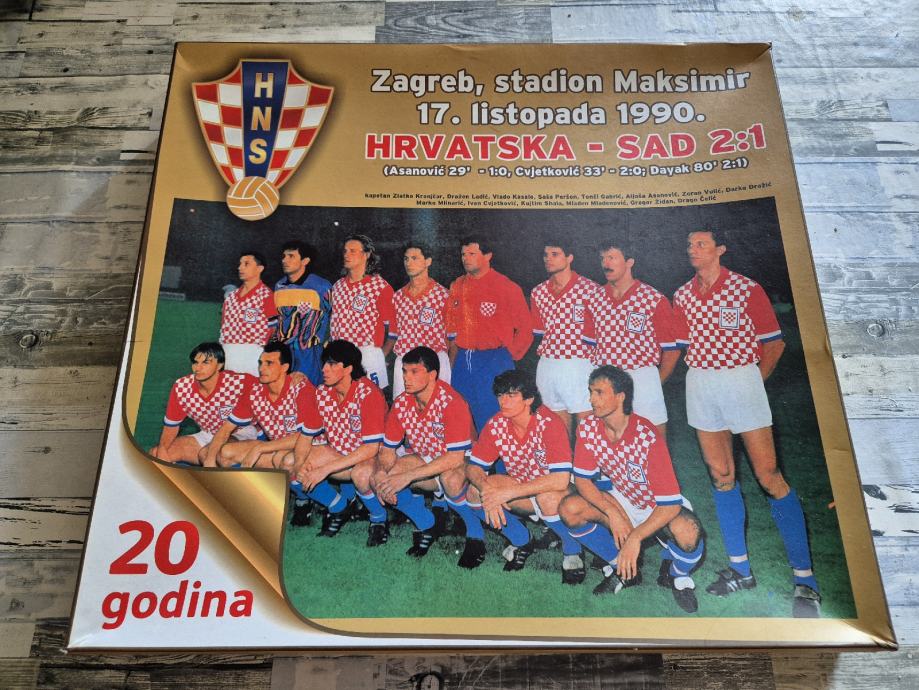 HNS
Zagreb, stadion Maksimir
17. listopada 1990.
HRVATSKA - SAD 2:1
(Asanović 29' - 1:0, Cvjetković 33' - 2:0; Dayak 80' 2:1)
kapetan Zlatko Kranjčar, Dražen Ladić, Vlado Kasalo, Saša Peršon, Tonči Gabrić, Aljoša Asanović, Zoran Vulić, Darko Dražić
Marko Mlinarić, Ivan Cvjetković, Kujtim Shala, Mladen Mladenović, Gregor Židan, Drago Čelić
20
godina